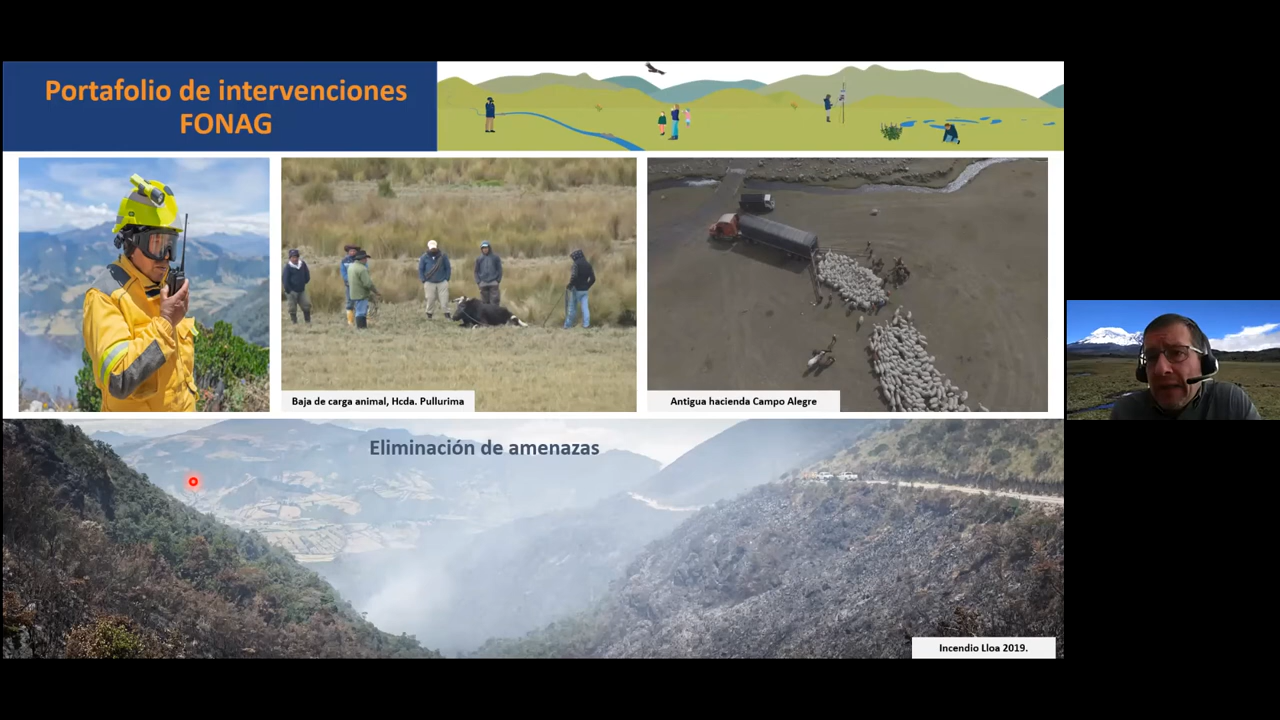 Portafolio de intervenciones
FONAG
Baja de carga animal, Hcda. Pullurima
Antigua hacienda Campo Alegre
Eliminación de amenazas
Incendio Lloa 2019.